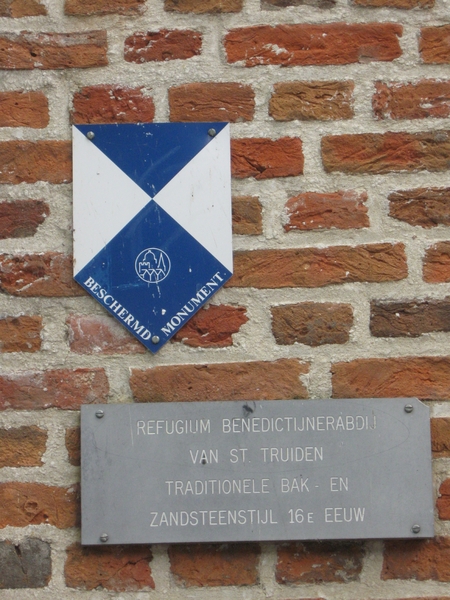 BESCHERMD MONUMENT
REFUGIUM BENEDICTIJNERABDIJ
VAN ST TRUIDEN
TRADITIONELE BAK - EN
ZANDSTEENSTIJL 16E EEUW